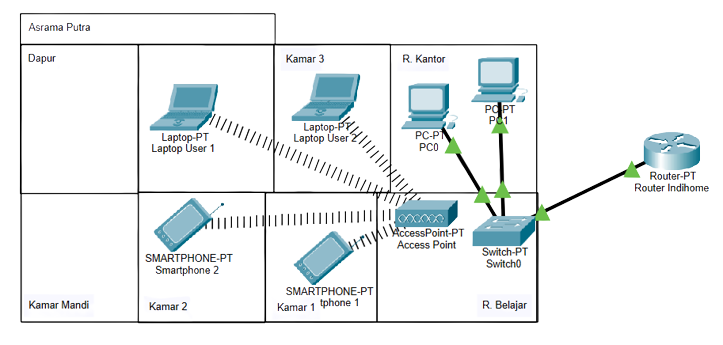 Asrama Putra
Dapur
Kamar 3
R. Kantor
Laptop-PT
Laptop User 1
Laptop-PT
Laptop User 2
PC-PT
PC0
PC-PT
PC1
Router-PT
Router Indihome
AccessPoint-PT
Access Point
Switch-PT
Switch0
SMARTPHONE-PT
Smartphone 2
SMARTPHONE-PT
tphone 1
Kamar Mandi
Kamar 2
Kamar 1
R. Belajar